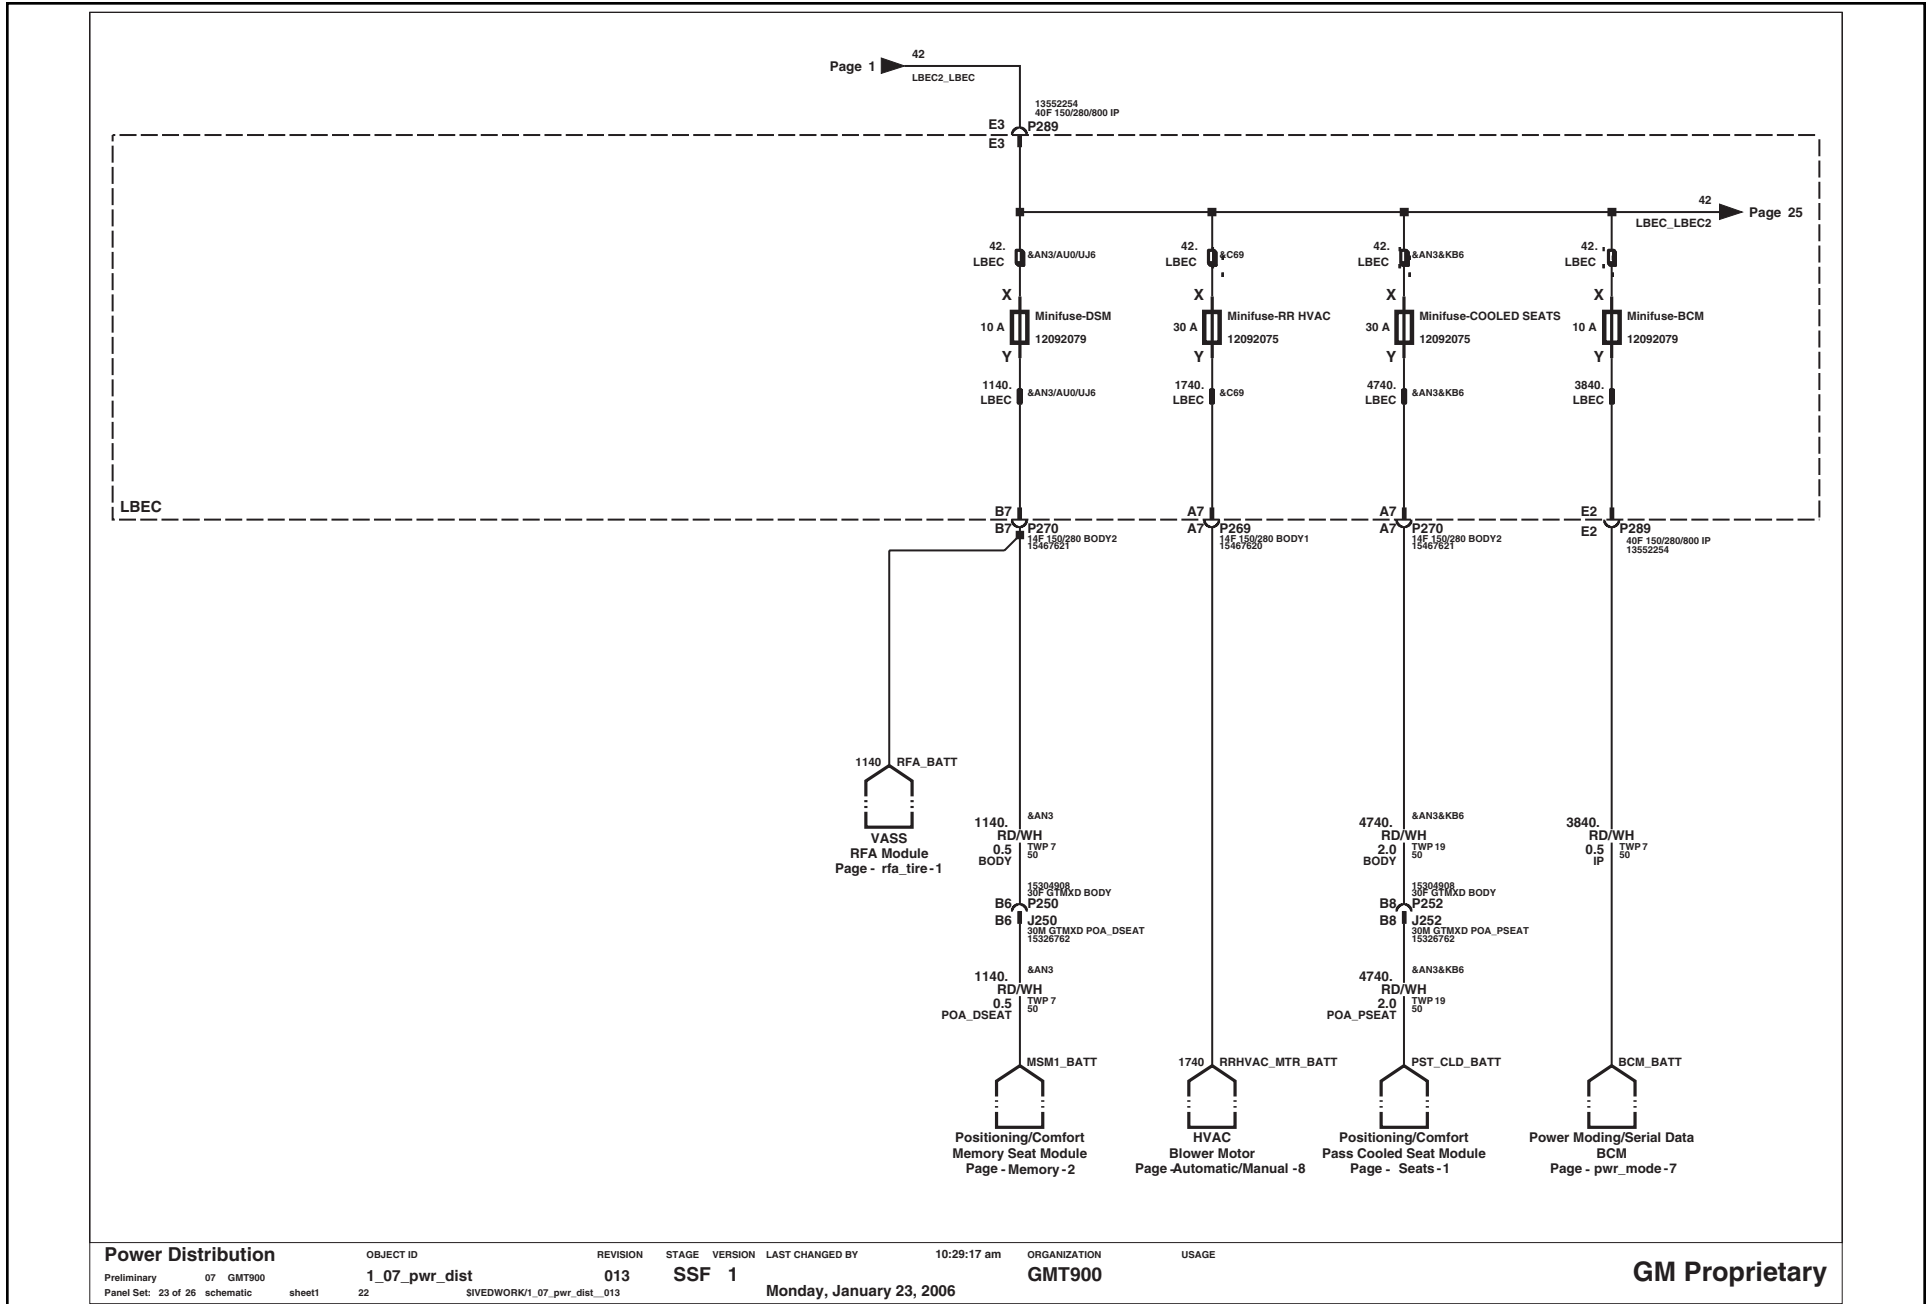 Page 1
42
LBEC2_LBEC
13552254
40F 150/280/800 IP
E3 P289
E3
42
LBEC_LBEC2
Page 25
42.
LBEC
&AN3/AU0/UJ6
42.
LBEC
&C69
42.
LBEC
&AN3&KB6
42.
LBEC
X
X
X
X
10 A
Minifuse-DSM
12092079
30 A
Minifuse-RR HVAC
12092075
30 A
Minifuse-COOLED SEATS
12092075
10 A
Minifuse-BCM
12092079
Y
Y
Y
Y
1140.
LBEC
&AN3/AU0/UJ6
1740.
LBEC
&C69
4740.
LBEC
&AN3&KB6
3840.
LBEC
LBEC
B7
B7 P270
14F 150/280 BODY2
15467621
A7
A7 P269
14F 150/280 BODY1
15467620
A7
A7 P270
14F 150/280 BODY2
15467621
E2
E2 P289
40F 150/280/800 IP
13552254
1140 RFA_BATT
VASS
RFA Module
Page - rfa_tire-1
1140.
&AN3
RD/WH
0.5
TWP 7
50
BODY
4740.
&AN3&KB6
RD/WH
2.0
TWP 19
50
BODY
3840.
RD/WH
0.5
TWP 7
50
IP
15304908
30F GTMXD BODY
B6 P250
B6 J250
30M GTMXD POA_DSEAT
15326762
15304908
30F GTMXD BODY
B8 P252
B8 J252
30M GTMXD POA_PSEAT
15326762
1140.
&AN3
RD/WH
0.5
TWP 7
50
POA_DSEAT
4740.
&AN3&KB6
RD/WH
2.0
TWP 19
50
POA_PSEAT
MSM1_BATT
1740 RRHVAC_MTR_BATT
PST_CLD_BATT
BCM_BATT
Positioning/Comfort
Memory Seat Module
Page - Memory-2
HVAC
Blower Motor
Page -Automatic/Manual -8
Positioning/Comfort
Pass Cooled Seat Module
Page - Seats-1
Power Moding/Serial Data
BCM
Page - pwr_mode-7
Power Distribution
Preliminary 07 GMT900
Panel Set: 23 of 26 schematic sheet1 22 $IVEDWORK/1_07_pwr_dist__013
OBJECT ID
1_07_pwr_dist
REVISION
013
STAGE
SSF
VERSION
1
LAST CHANGED BY 10:29:17 am
Monday, January 23, 2006
ORGANIZATION
GMT900
USAGE
GM Proprietary